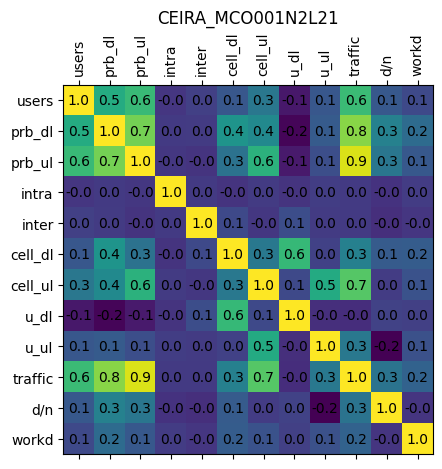 CEIRA_MCO001N2L21
users prb_dl prb_ul intra inter cell_dl cell_ul u_dl u_ul traffic d/n workd
users 1.0 0.5 0.6 -0.0 0.0 0.1 0.3 -0.1 0.1 0.6 0.1 0.1
prb_dl 0.5 1.0 0.7 0.0 0.0 0.4 0.4 -0.2 0.1 0.8 0.3 0.2
prb_ul 0.6 0.7 1.0 -0.0 -0.0 0.3 0.6 -0.1 0.1 0.9 0.3 0.1
intra -0.0 0.0 -0.0 1.0 0.0 -0.0 0.0 -0.0 0.0 0.0 -0.0 0.0
inter 0.0 0.0 -0.0 0.0 1.0 0.1 -0.0 0.1 0.0 0.0 -0.0 -0.0
cell_dl 0.1 0.4 0.3 -0.0 0.1 1.0 0.3 0.6 0.0 0.3 0.1 0.2
cell_ul 0.3 0.4 0.6 0.0 -0.0 0.3 1.0 0.1 0.5 0.7 0.0 0.1
u_dl -0.1 -0.2 -0.1 -0.0 0.1 0.6 0.1 1.0 -0.0 -0.0 0.0 0.0
u_ul 0.1 0.1 0.1 0.0 0.0 0.0 0.5 -0.0 1.0 0.3 -0.2 0.1
traffic 0.6 0.8 0.9 0.0 0.0 0.3 0.7 -0.0 0.3 1.0 0.3 0.2
d/n 0.1 0.3 0.3 -0.0 -0.0 0.1 0.0 0.0 -0.2 0.3 1.0 -0.0
workd 0.1 0.2 0.1 0.0 -0.0 0.2 0.1 0.0 0.1 0.2 -0.0 1.0